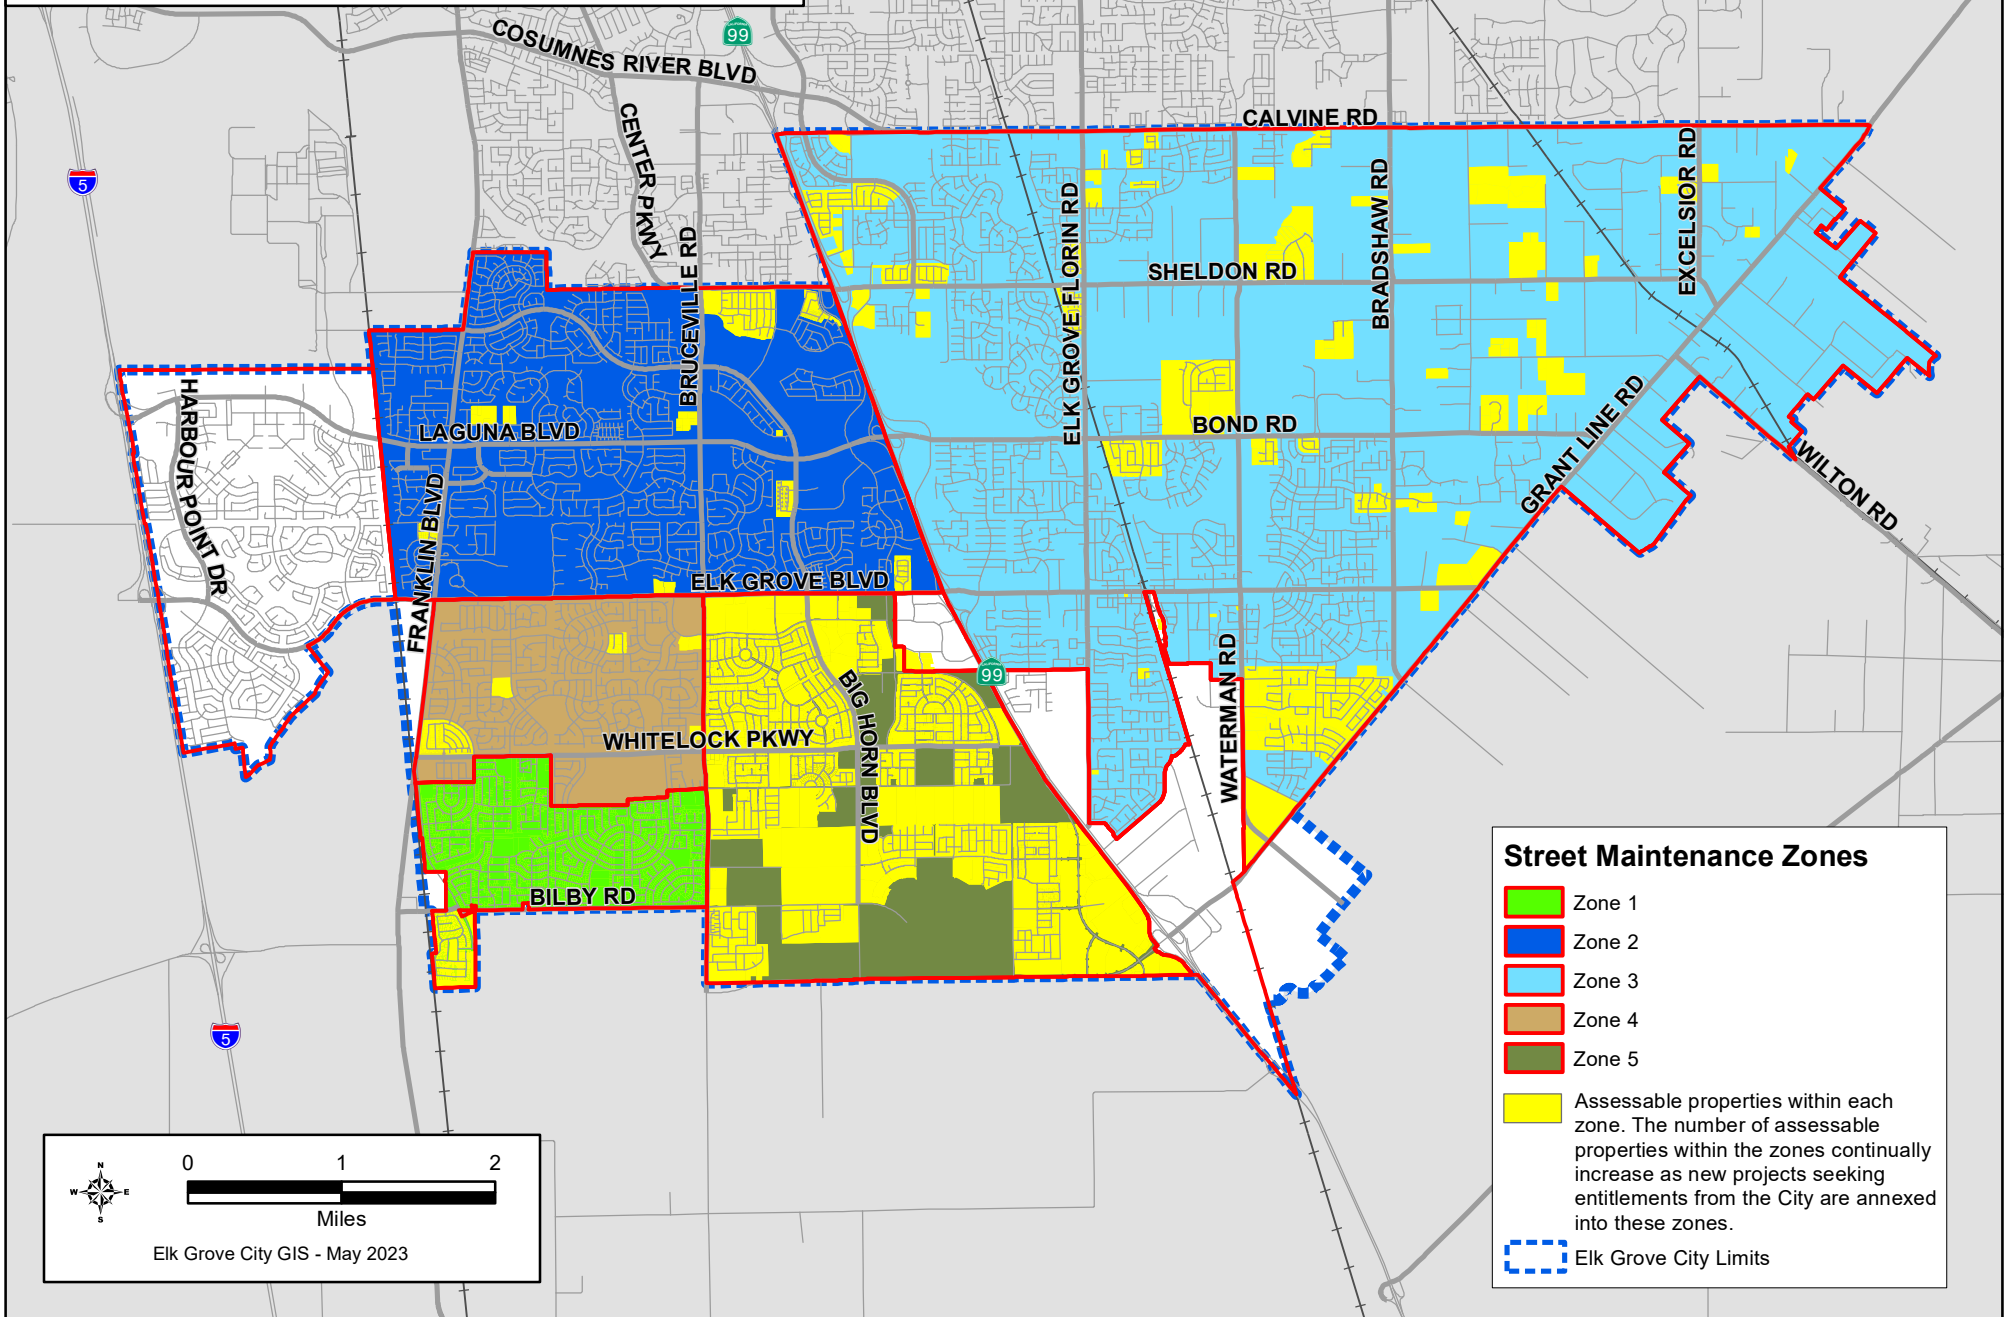 99
COSUMNES RIVER BLVD
CENTER PKWY
CALVINE RD
5
EXCELSIOR RD
BRADSHAW RD
ELK GROVE FLORIN RD
BRUCEVILLE RD
SHELDON RD
HARBOUR POINT DR
LAGUNA BLVD
BOND RD
GRANT LINE RD
WILTON RD
FRANKLIN BLVD
ELK GROVE BLVD
WATERMAN RD
CALIFORNIA
99
BIG HORN BLVD
WHITELOCK PKWY
BILBY RD
5
Street Maintenance Zones
Zone 1
Zone 2
Zone 3
Zone 4
Zone 5
Assessable properties within each
zone. The number of assessable
properties within the zones continually
increase as new projects seeking
entitlements from the City are annexed
into these zones.
Elk Grove City Limits
N
W E
S
0 1 2
Miles
Elk Grove City GIS - May 2023